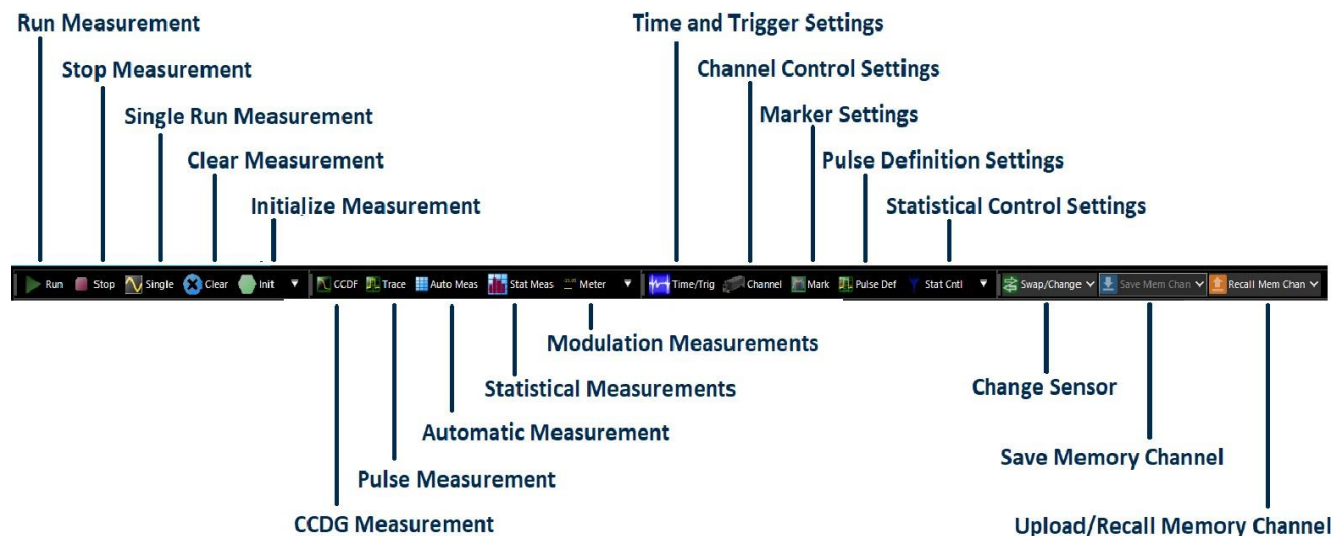 Run Measurement
Time and Trigger Settings
Stop Measurement
Channel Control Settings
Single Run Measurement
Marker Settings
Clear Measurement
Pulse Definition Settings
Initialize Measurement
Statistical Control Settings
Run Stop Single Clear Init CCDF Trace Auto Meas Stat Meas Meter Time/Trig Channel Mark Pulse Def Stat Cntl Swap/Change Save Mem Chan Recall Mem Chan
Modulation Measurements
Statistical Measurements
Change Sensor
Automatic Measurement
Save Memory Channel
Pulse Measurement
CCDG Measurement
Upload/Recall Memory Channel